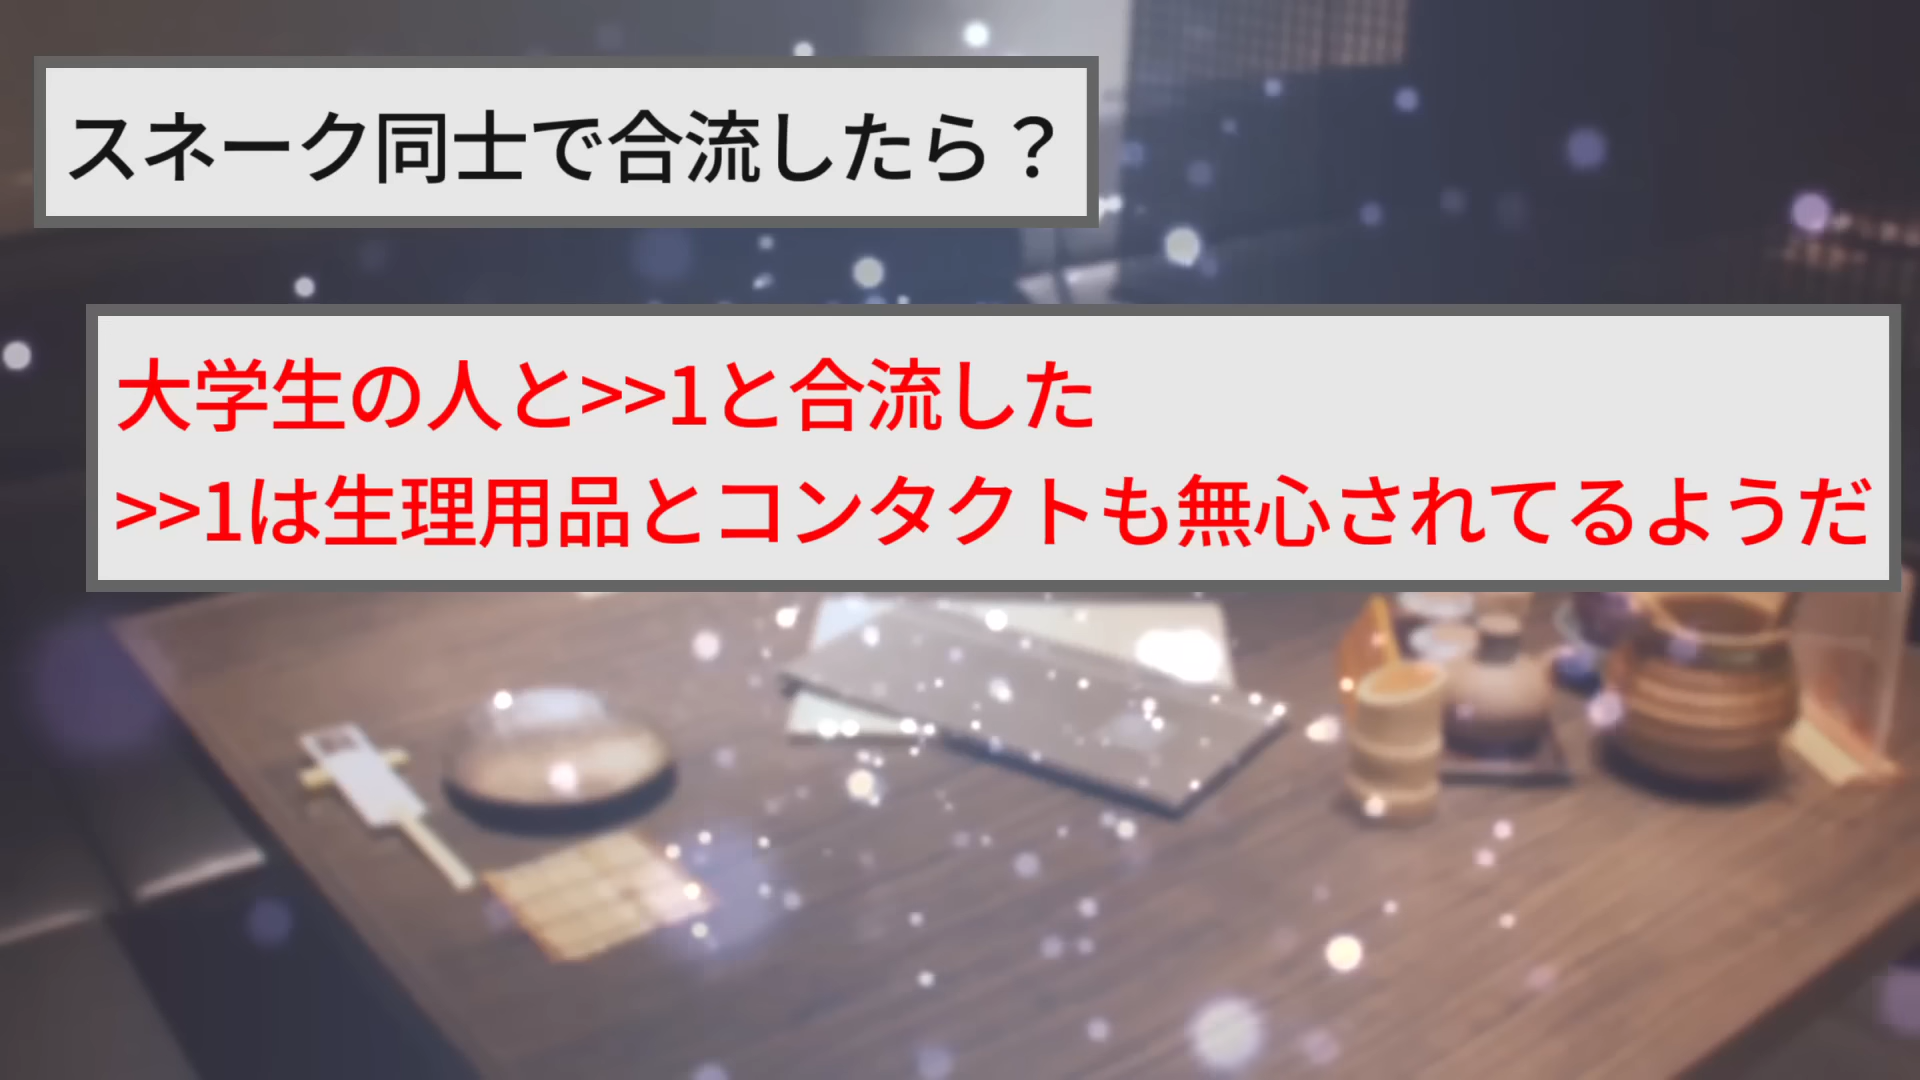 スネーク同士で合流したら？
大学生の人と>>1と合流した
>>1は生理用品とコンタクトも無心されてるようだ